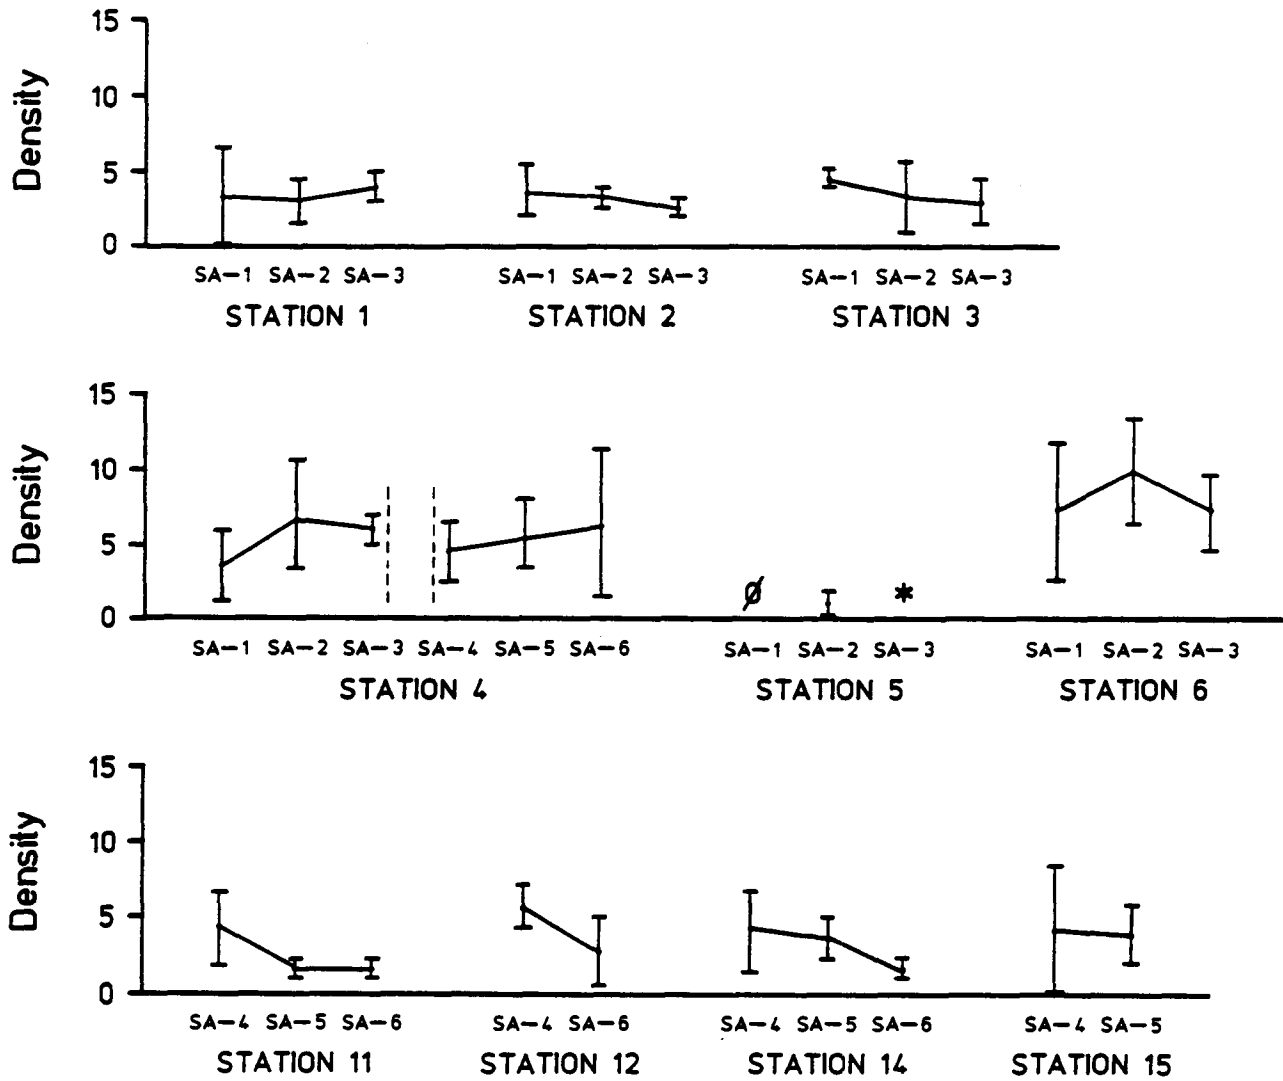 15
10
5
0
Density
SA-1 SA-2 SA-3 SA-1 SA-2 SA-3 SA-1 SA-2 SA-3
STATION 1 STATION 2 STATION 3
15
10
5
0
Density
Ø *
SA-1 SA-2 SA-3 SA-4 SA-5 SA-6 SA-1 SA-2 SA-3 SA-1 SA-2 SA-3
STATION 4 STATION 5 STATION 6
15
10
5
0
Density
SA-4 SA-5 SA-6 SA-4 SA-6 SA-4 SA-5 SA-6 SA-4 SA-5
STATION 11 STATION 12 STATION 14 STATION 15